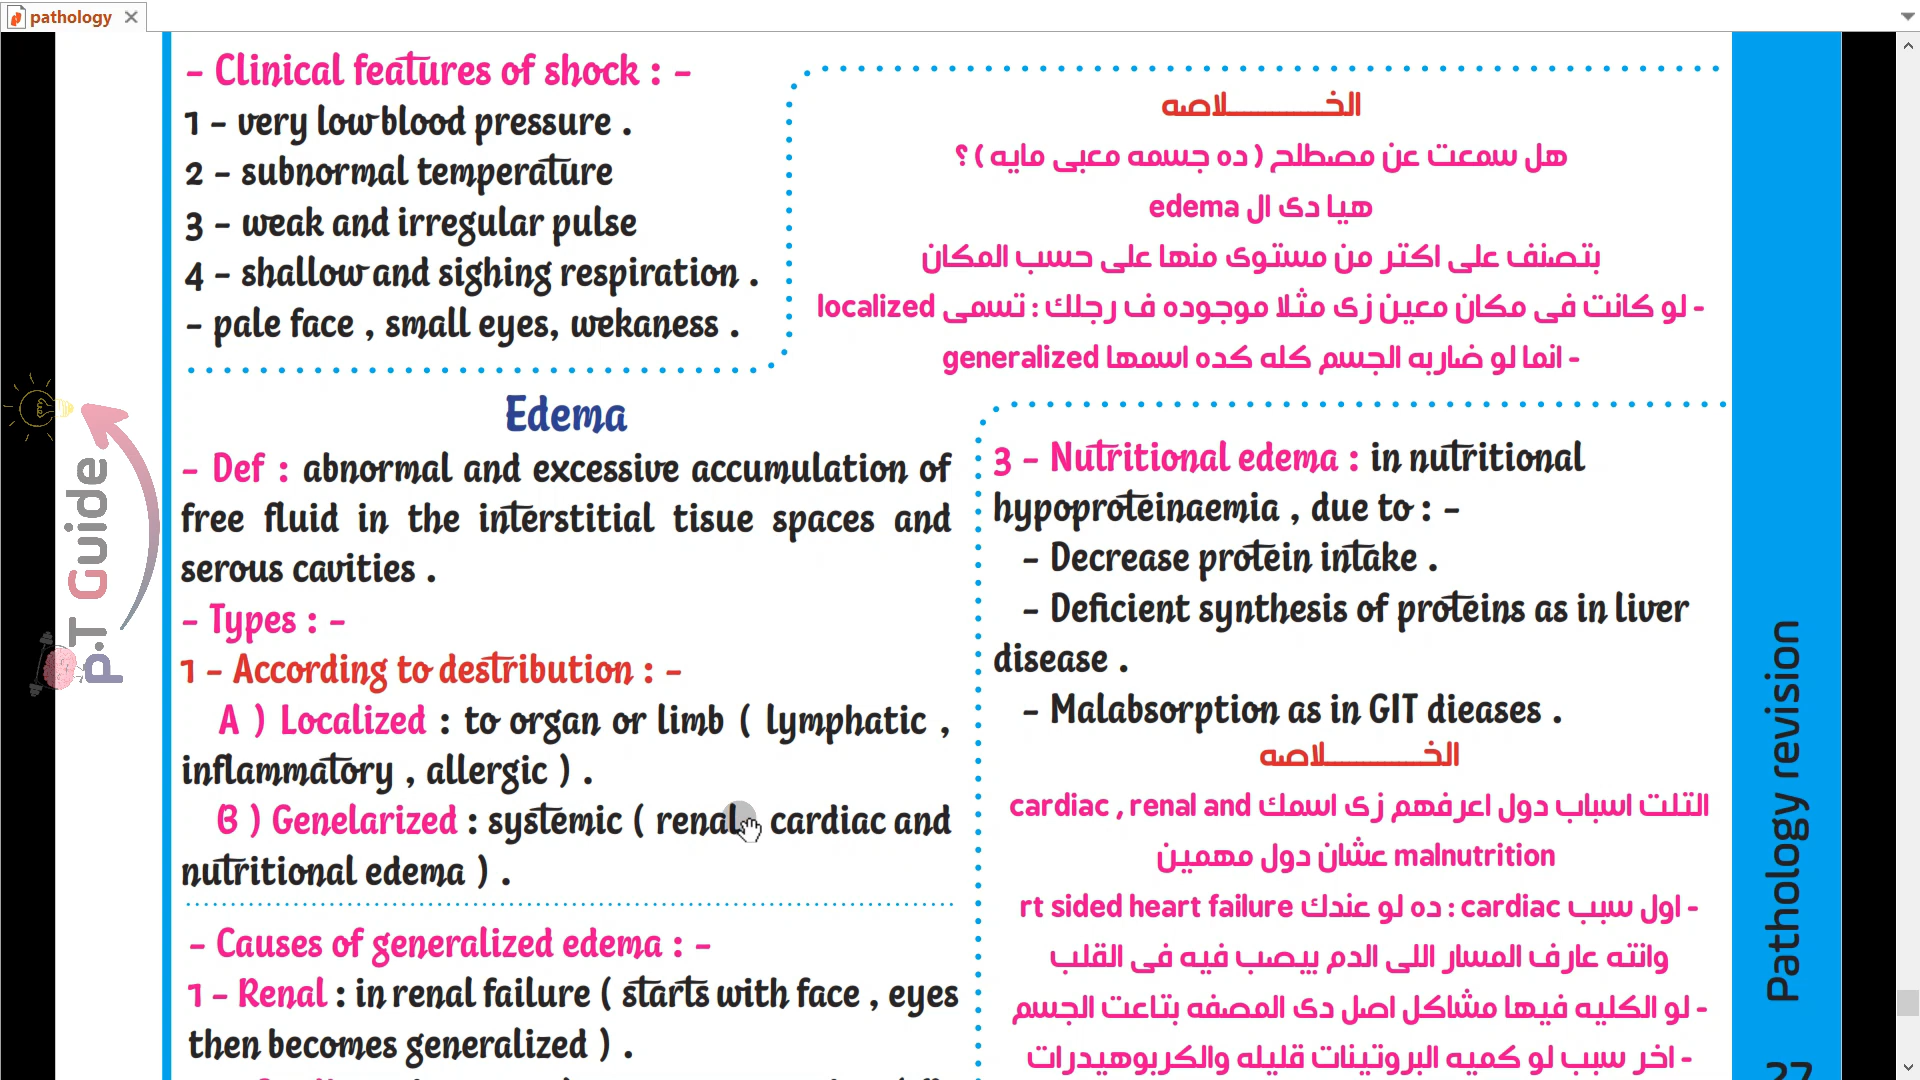 pathology
- Clinical features of shock : -
1 - very low blood pressure .
2 - subnormal temperature
3 - weak and irregular pulse
4 - shallow and sighing respiration .
- pale face , small eyes, wekaness .
الخـــــــــــلاصه
هل سمعت عن مصطلح ( ده جسمه معبى مايه ) ؟
هيا دى ال edema
بتصنف على اكتر من مستوى منها على حسب المكان
- لو كانت فى مكان معين زى مثلا موجوده ف رجلك : تسمى localized
- انما لو ضاربه الجسم كله كده اسمها generalized
Edema
- Def : abnormal and excessive accumulation of
free fluid in the interstitial tisue spaces and
serous cavities .
- Types : -
1 - According to destribution : -
A ) Localized : to organ or limb ( lymphatic ,
inflammatory , allergic ) .
B ) Genelarized : systemic ( renal cardiac and
nutritional edema ) .
- Causes of generalized edema : -
1 - Renal : in renal failure ( starts with face , eyes
then becomes generalized ) .
3 - Nutritional edema : in nutritional
hypoproteinaemia , due to : -
- Decrease protein intake .
- Deficient synthesis of proteins as in liver
disease .
- Malabsorption as in GIT dieases .
الخـــــــــــلاصه
التلت اسباب دول اعرفهم زى اسمك cardiac , renal and
malnutrition عشان دول مهمين
- اول سبب cardiac : ده لو عندك rt sided heart failure
وانته عارف المسار اللى الدم بيصب فيه فى القلب
- لو الكليه فيها مشاكل اصل دى المصفه بتاعت الجسم
- اخر سبب لو كميه البروتينات قليله والكربوهيدرات
P.T Guide
Pathology revision